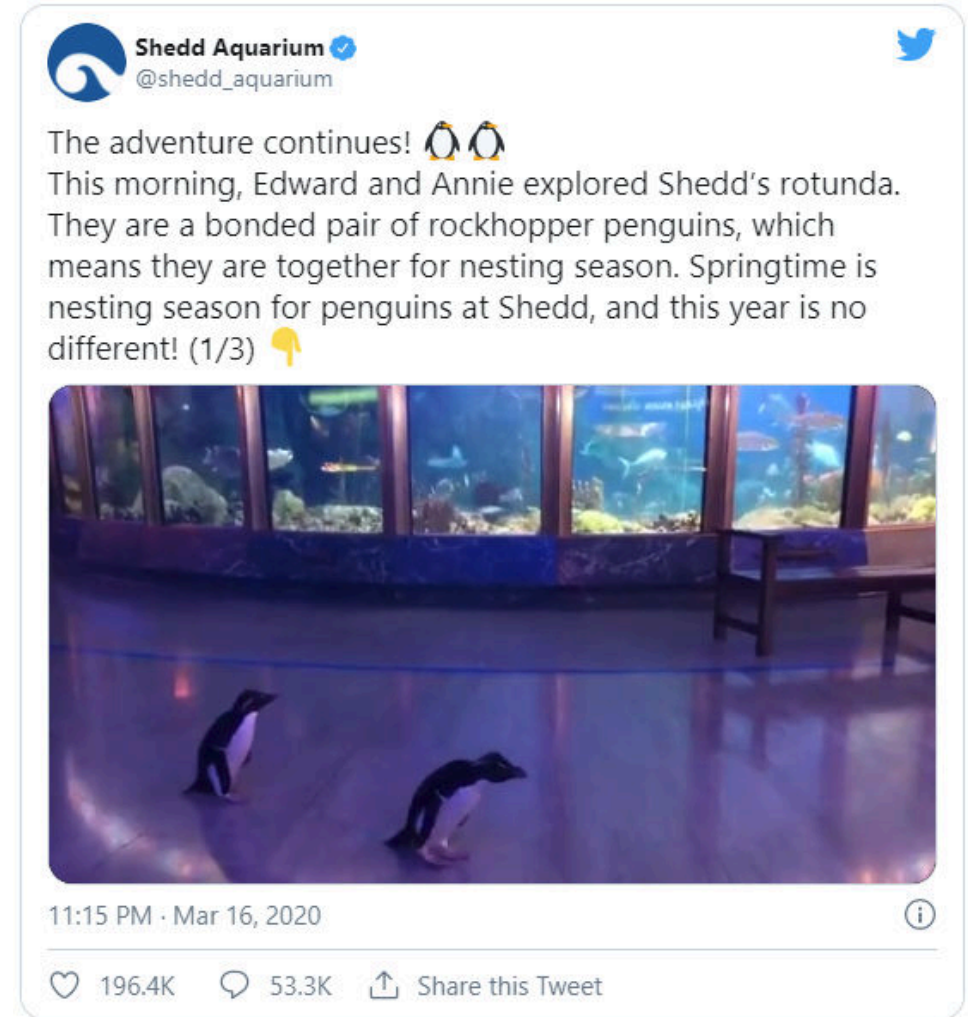 Shedd Aquarium
@shedd_aquarium
The adventure continues! 🐧🐧
This morning, Edward and Annie explored Shedd’s rotunda.
They are a bonded pair of rockhopper penguins, which
means they are together for nesting season. Springtime is
nesting season for penguins at Shedd, and this year is no
different! (1/3) 👇
11:15 PM · Mar 16, 2020
196.4K 53.3K Share this Tweet